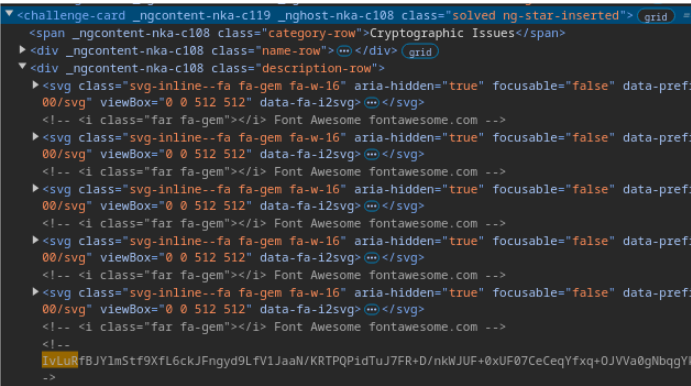 <challenge-card _ngcontent-nka-c119 _nghost-nka-c108 class="solved ng-star-inserted"> grid =
<span _ngcontent-nka-c108 class="category-row">Cryptographic Issues</span>
<div _ngcontent-nka-c108 class="name-row"> … </div> grid
<div _ngcontent-nka-c108 class="description-row">
<svg class="svg-inline--fa fa-gem fa-w-16" aria-hidden="true" focusable="false" data-prefi
00/svg" viewBox="0 0 512 512" data-fa-i2svg> … </svg>
<!-- <i class="far fa-gem"></i> Font Awesome fontawesome.com -->
<svg class="svg-inline--fa fa-gem fa-w-16" aria-hidden="true" focusable="false" data-prefi
00/svg" viewBox="0 0 512 512" data-fa-i2svg> … </svg>
<!-- <i class="far fa-gem"></i> Font Awesome fontawesome.com -->
<svg class="svg-inline--fa fa-gem fa-w-16" aria-hidden="true" focusable="false" data-prefi
00/svg" viewBox="0 0 512 512" data-fa-i2svg> … </svg>
<!-- <i class="far fa-gem"></i> Font Awesome fontawesome.com -->
<svg class="svg-inline--fa fa-gem fa-w-16" aria-hidden="true" focusable="false" data-prefi
00/svg" viewBox="0 0 512 512" data-fa-i2svg> … </svg>
<!-- <i class="far fa-gem"></i> Font Awesome fontawesome.com -->
<svg class="svg-inline--fa fa-gem fa-w-16" aria-hidden="true" focusable="false" data-prefi
00/svg" viewBox="0 0 512 512" data-fa-i2svg> … </svg>
<!-- <i class="far fa-gem"></i> Font Awesome fontawesome.com -->
<!--
IvLuRfBJYlmStf9XfL6ckJFngyd9LfV1JaaN/KRTPQPidTuJ7FR+D/nkWJUF+0xUF07CeCeqYfxq+OJVVa0gNbqgY
->